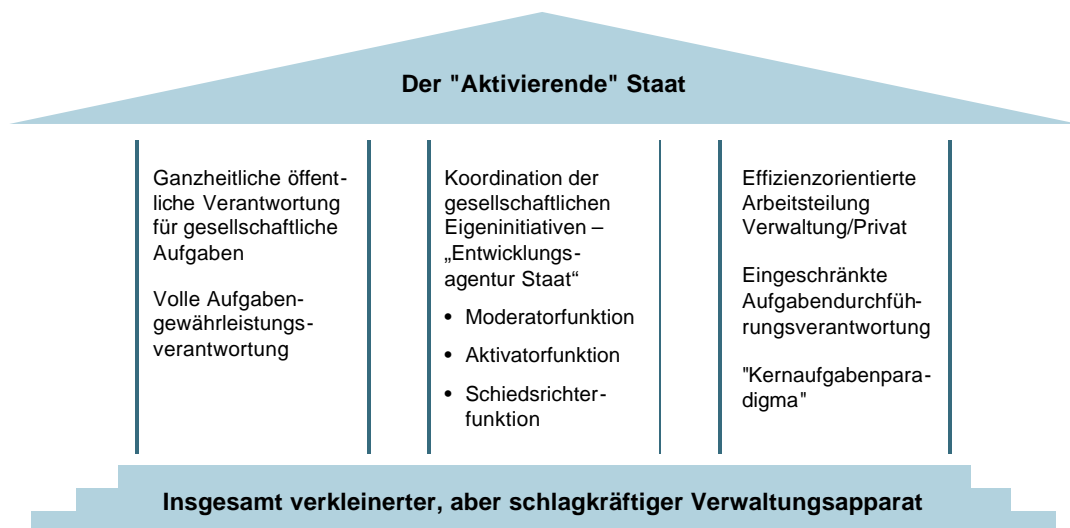 Der "Aktivierende" Staat
Ganzheitliche öffent-
liche Verantwortung
für gesellschaftliche
Aufgaben
Volle Aufgaben-
gewährleistungs-
verantwortung
Koordination der
gesellschaftlichen
Eigeninitiativen –
„Entwicklungs-
agentur Staat“
• Moderatorfunktion
• Aktivatorfunktion
• Schiedsrichter-
funktion
Effizienzorientierte
Arbeitsteilung
Verwaltung/Privat
Eingeschränkte
Aufgabendurchfüh-
rungsverantwortung
"Kernaufgabenpara-
digma"
Insgesamt verkleinerter, aber schlagkräftiger Verwaltungsapparat